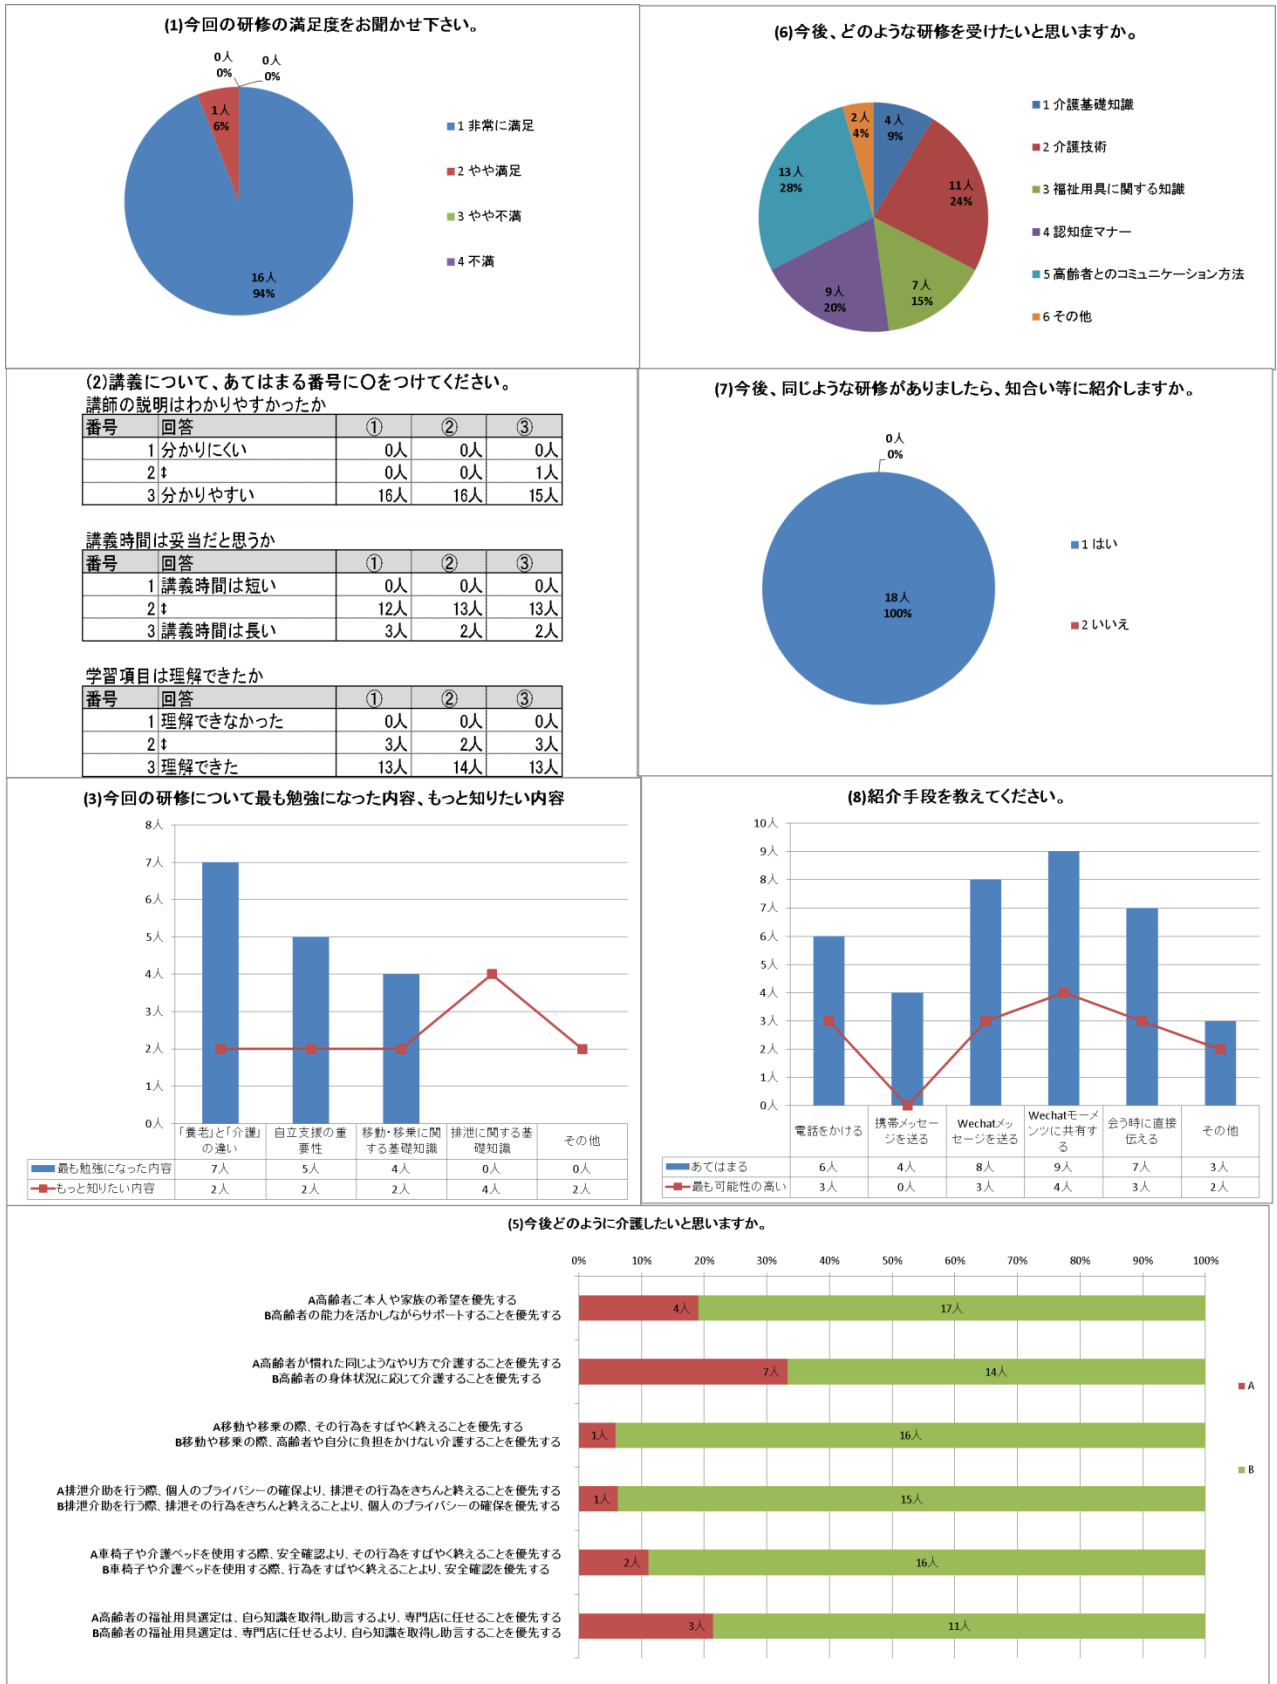 (1)今回の研修の満足度をお聞かせ下さい。
0人
0%
0人
0%
1人
6%
16人
94%
1 非常に満足
2 やや満足
3 やや不満
4 不満
(6)今後、どのような研修を受けたいと思いますか。
2人
4%
4人
9%
11人
24%
7人
15%
9人
20%
13人
28%
1 介護基礎知識
2 介護技術
3 福祉用具に関する知識
4 認知症マナー
5 高齢者とのコミュニケーション方法
6 その他
(2)講義について、あてはまる番号に〇をつけてください。
講師の説明はわかりやすかったか
番号 回答 ① ② ③
1 分かりにくい 0人 0人 0人
2 ↕ 0人 0人 1人
3 分かりやすい 16人 16人 15人
講義時間は妥当だと思うか
番号 回答 ① ② ③
1 講義時間は短い 0人 0人 0人
2 ↕ 12人 13人 13人
3 講義時間は長い 3人 2人 2人
学習項目は理解できたか
番号 回答 ① ② ③
1 理解できなかった 0人 0人 0人
2 ↕ 3人 2人 3人
3 理解できた 13人 14人 13人
(7)今後、同じような研修がありましたら、知合い等に紹介しますか。
0人
0%
18人
100%
1 はい
2 いいえ
(3)今回の研修について最も勉強になった内容、もっと知りたい内容
8人
7人
6人
5人
4人
3人
2人
1人
0人
「養老」と「介護」の違い 自立支援の重要性 移動・移乗に関する基礎知識 排泄に関する基礎知識 その他
最も勉強になった内容 7人 5人 4人 0人 0人
もっと知りたい内容 2人 2人 2人 4人 2人
(8)紹介手段を教えてください。
10人
9人
8人
7人
6人
5人
4人
3人
2人
1人
0人
電話をかける 携帯メッセージを送る Wechatメッセージを送る Wechatモーメンツに共有する 会う時に直接伝える その他
あてはまる 6人 4人 8人 9人 7人 3人
最も可能性の高い 3人 0人 3人 4人 3人 2人
(5)今後どのように介護したいと思いますか。
0% 10% 20% 30% 40% 50% 60% 70% 80% 90% 100%
A高齢者ご本人や家族の希望を優先する
B高齢者の能力を活かしながらサポートすることを優先する
4人 17人
A高齢者が慣れた同じようなやり方で介護することを優先する
B高齢者の身体状況に応じて介護することを優先する
7人 14人
A移動や移乗の際、その行為をすばやく終えることを優先する
B移動や移乗の際、高齢者や自分に負担をかけない介護することを優先する
1人 16人
A排泄介助を行う際、個人のプライバシーの確保より、排泄その行為をきちんと終えることを優先する
B排泄介助を行う際、排泄その行為をきちんと終えることより、個人のプライバシーの確保を優先する
1人 15人
A車椅子や介護ベッドを使用する際、安全確認より、その行為をすばやく終えることを優先する
B車椅子や介護ベッドを使用する際、行為をすばやく終えることより、安全確認を優先する
2人 16人
A高齢者の福祉用具選定は、自ら知識を取得し助言するより、専門店に任せることを優先する
B高齢者の福祉用具選定は、専門店に任せるより、自ら知識を取得し助言することを優先する
3人 11人
A
B